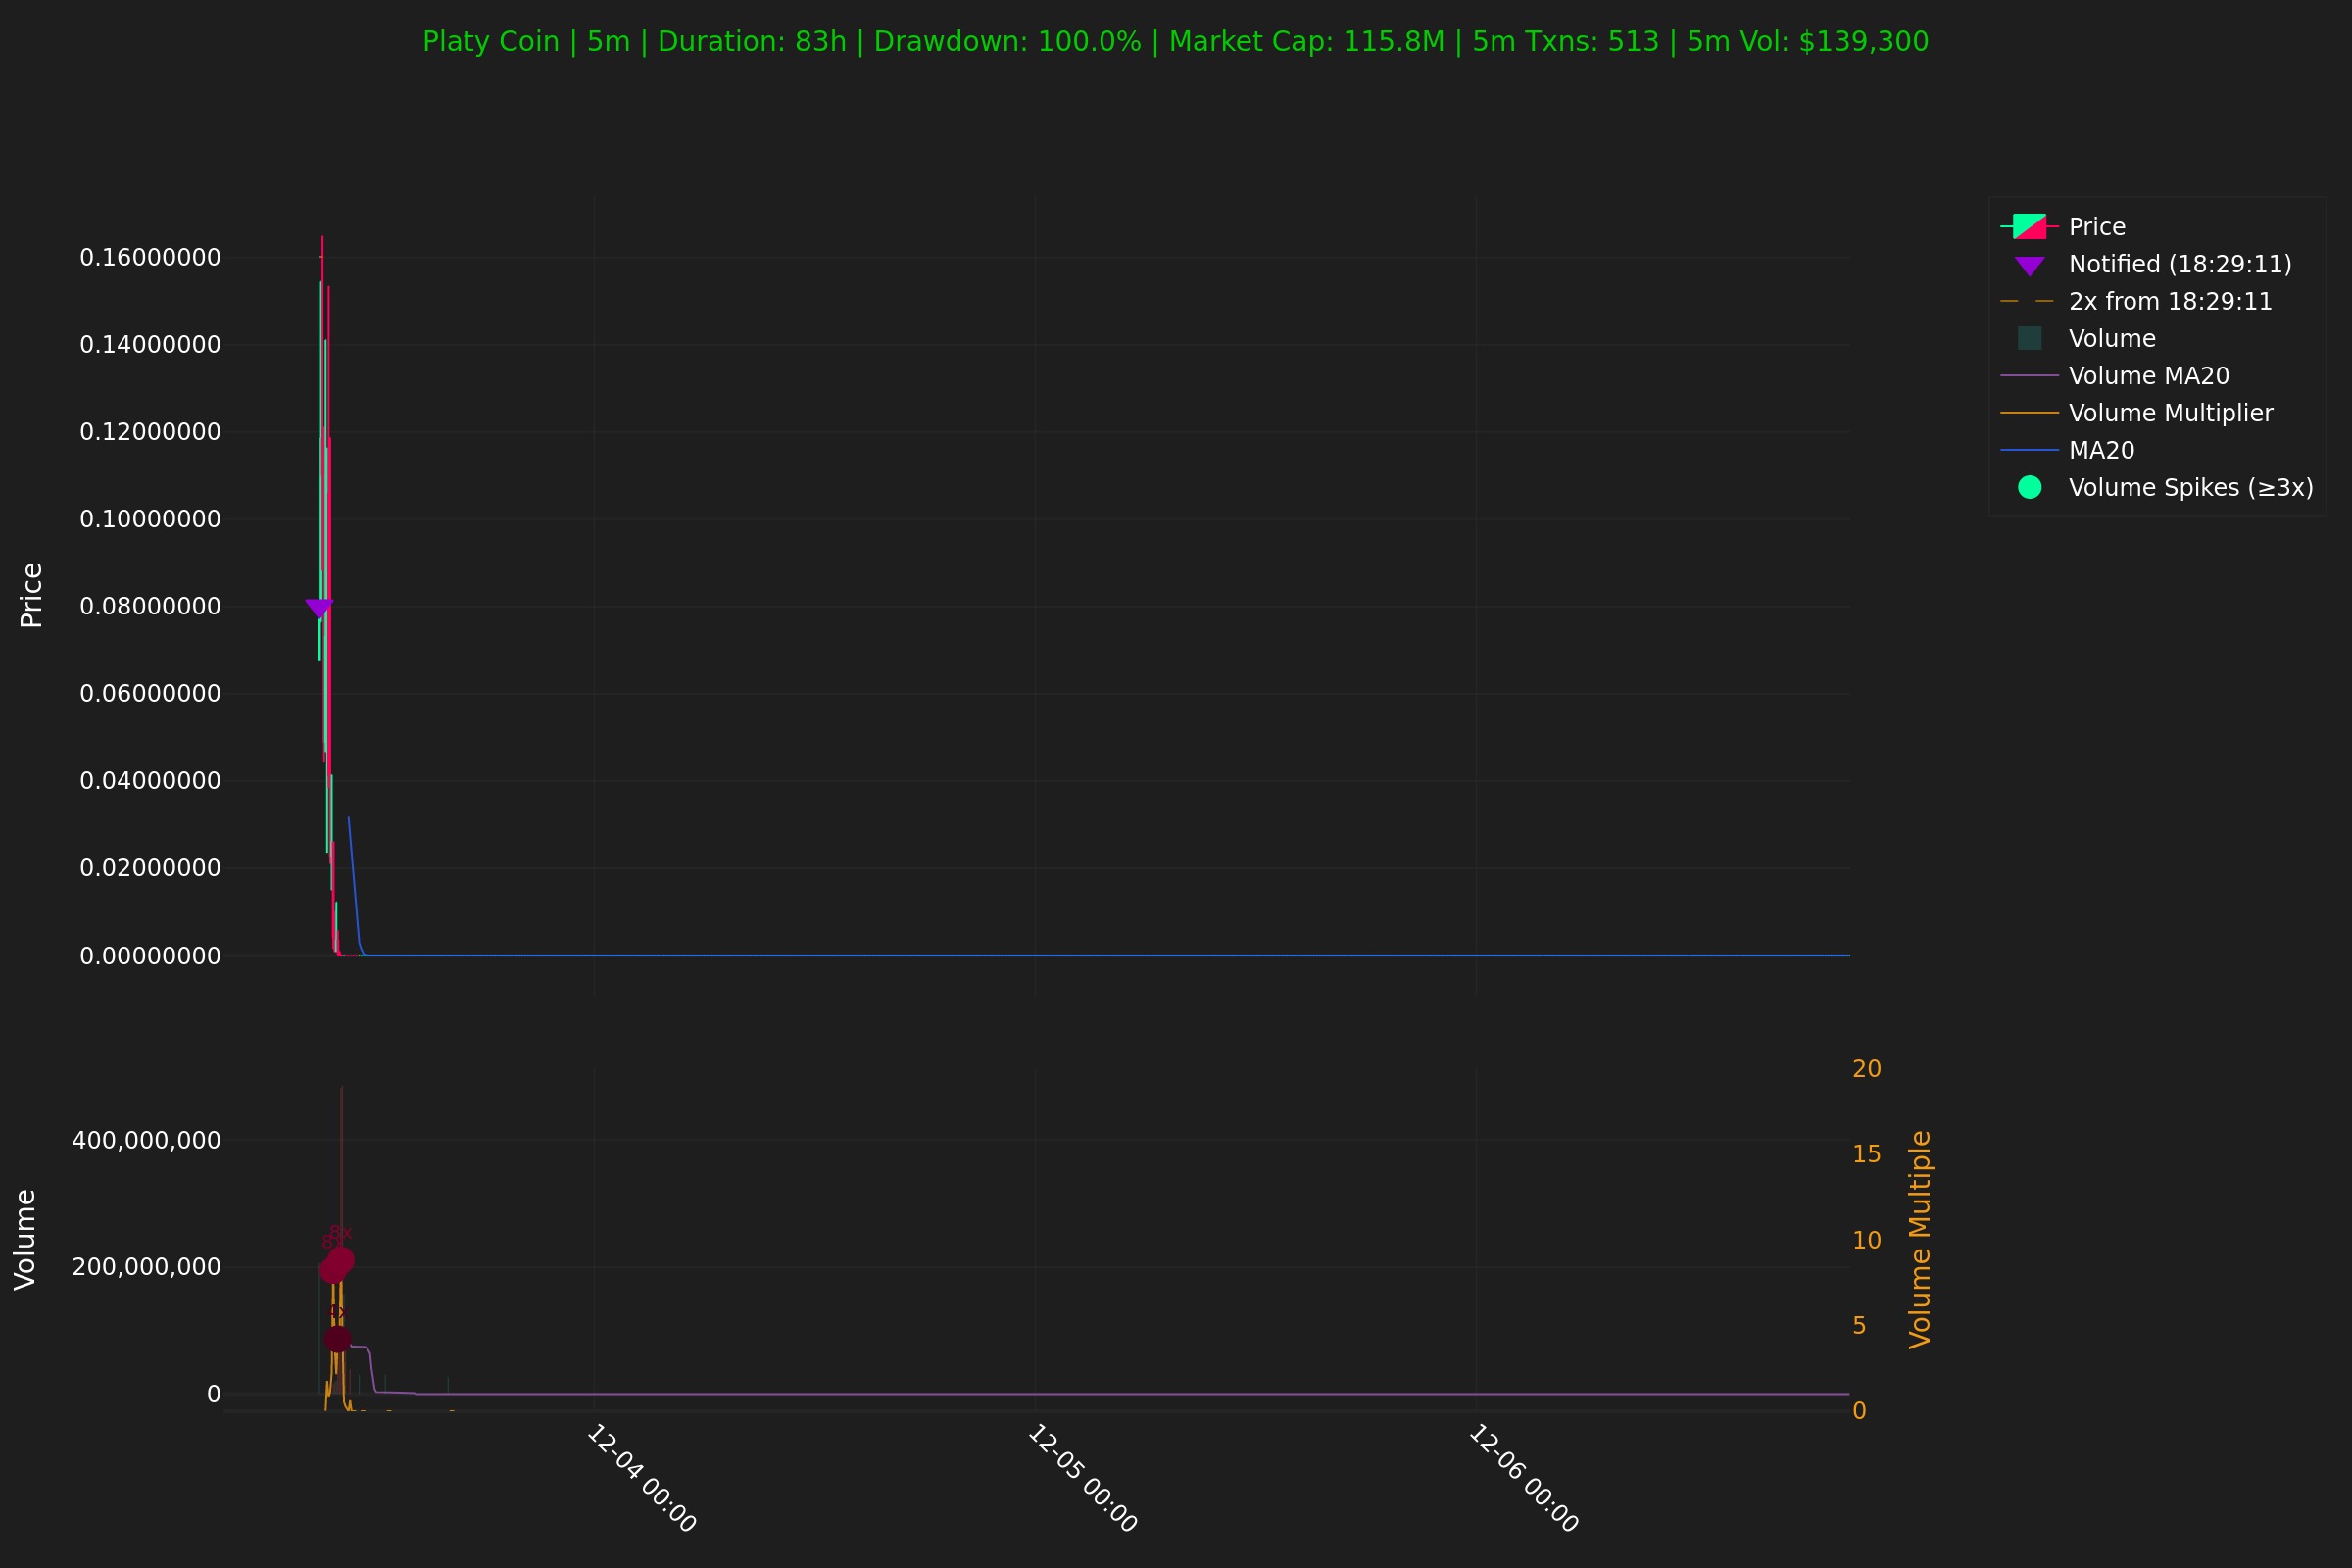 Platy Coin | 5m | Duration: 83h | Drawdown: 100.0% | Market Cap: 115.8M | 5m Txns: 513 | 5m Vol: $139,300
Price
0.16000000
0.14000000
0.12000000
0.10000000
0.08000000
0.06000000
0.04000000
0.02000000
0.00000000
Price
Notified (18:29:11)
2x from 18:29:11
Volume
Volume MA20
Volume Multiplier
MA20
Volume Spikes (≥3x)
Volume
400,000,000
200,000,000
0
8x
20
15
10
5
0
Volume Multiple
12-04 00:00
12-05 00:00
12-06 00:00